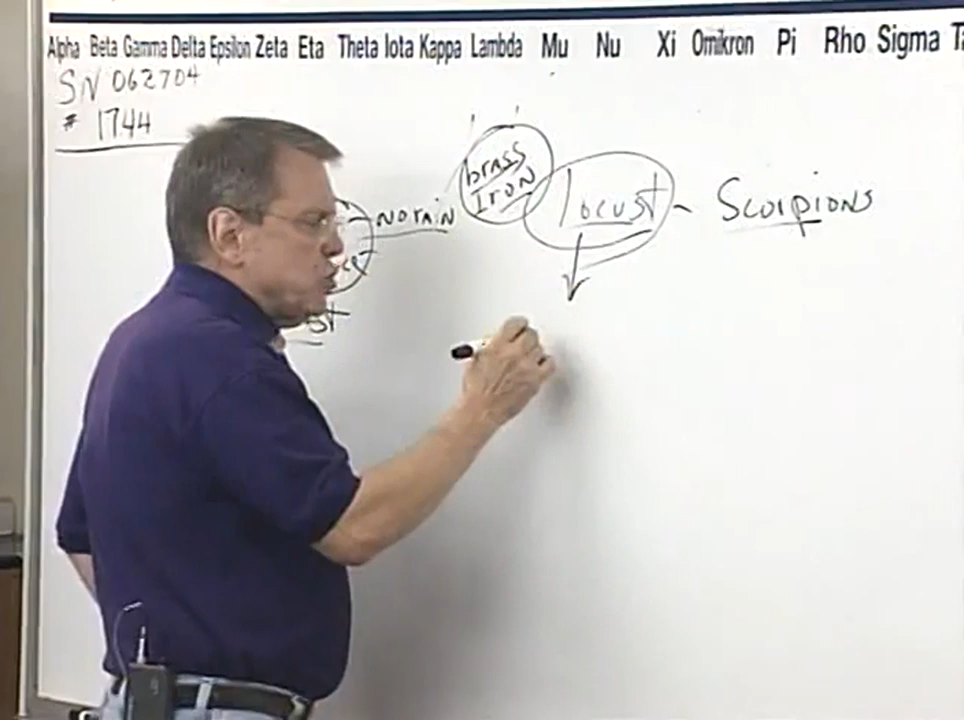 Alpha Beta Gamma Delta Epsilon Zeta Eta Theta Iota Kappa Lambda Mu Nu Xi Omikron Pi Rho Sigma
SN 062704
# 1744
brass
Iron
locust - Scorpions
no rain